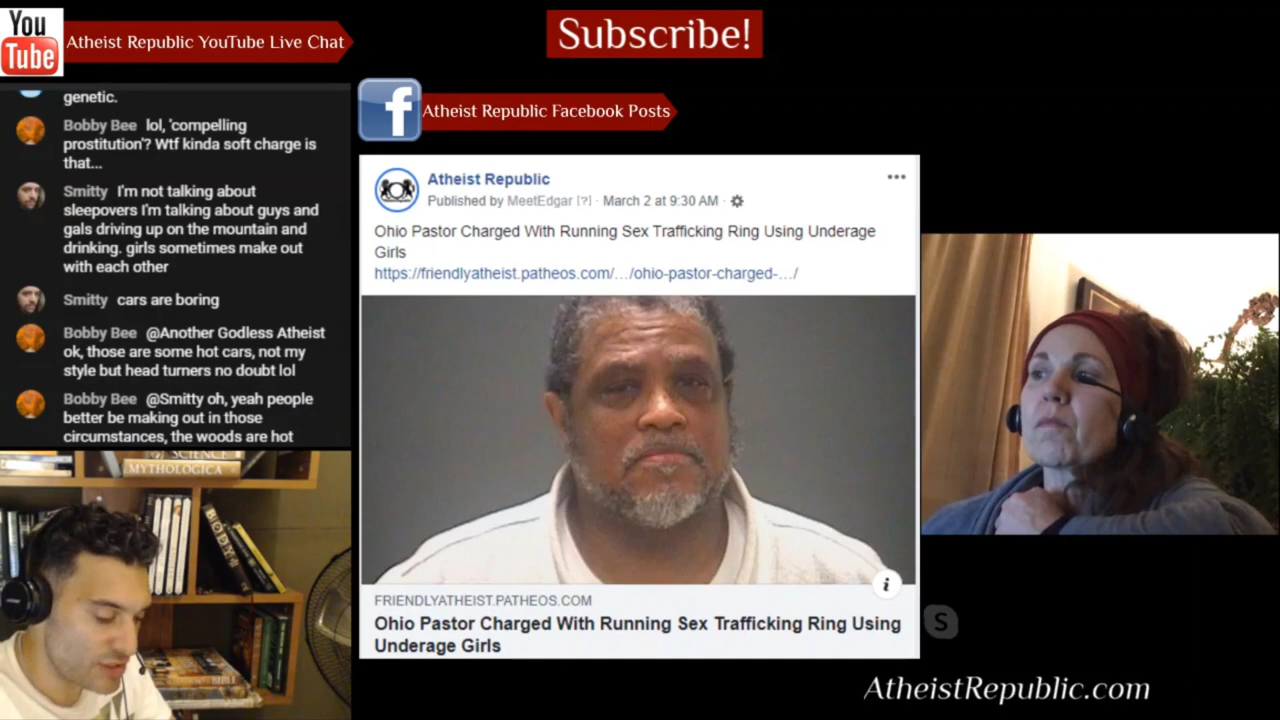 You
Tube
Atheist Republic YouTube Live Chat
Subscribe!
genetic.
Bobby Bee lol, 'compelling
prostitution'? Wtf kinda soft charge is
that...
Smitty I'm not talking about
sleepovers I'm talking about guys and
gals driving up on the mountain and
drinking. girls sometimes make out
with each other
Smitty cars are boring
Bobby Bee @Another Godless Atheist
ok, those are some hot cars, not my
style but head turners no doubt lol
Bobby Bee @Smitty oh, yeah people
better be making out in those
circumstances, the woods are hot
f
Atheist Republic Facebook Posts
Atheist Republic
Published by MeetEdgar [?] · March 2 at 9:30 AM ·
Ohio Pastor Charged With Running Sex Trafficking Ring Using Underage
Girls
https://friendlyatheist.patheos.com/…/ohio-pastor-charged-…/
i
FRIENDLYATHEIST.PATHEOS.COM
Ohio Pastor Charged With Running Sex Trafficking Ring Using
Underage Girls
SCIENCE
MYTHOLOGICA
BIBLE
S
AtheistRepublic.com